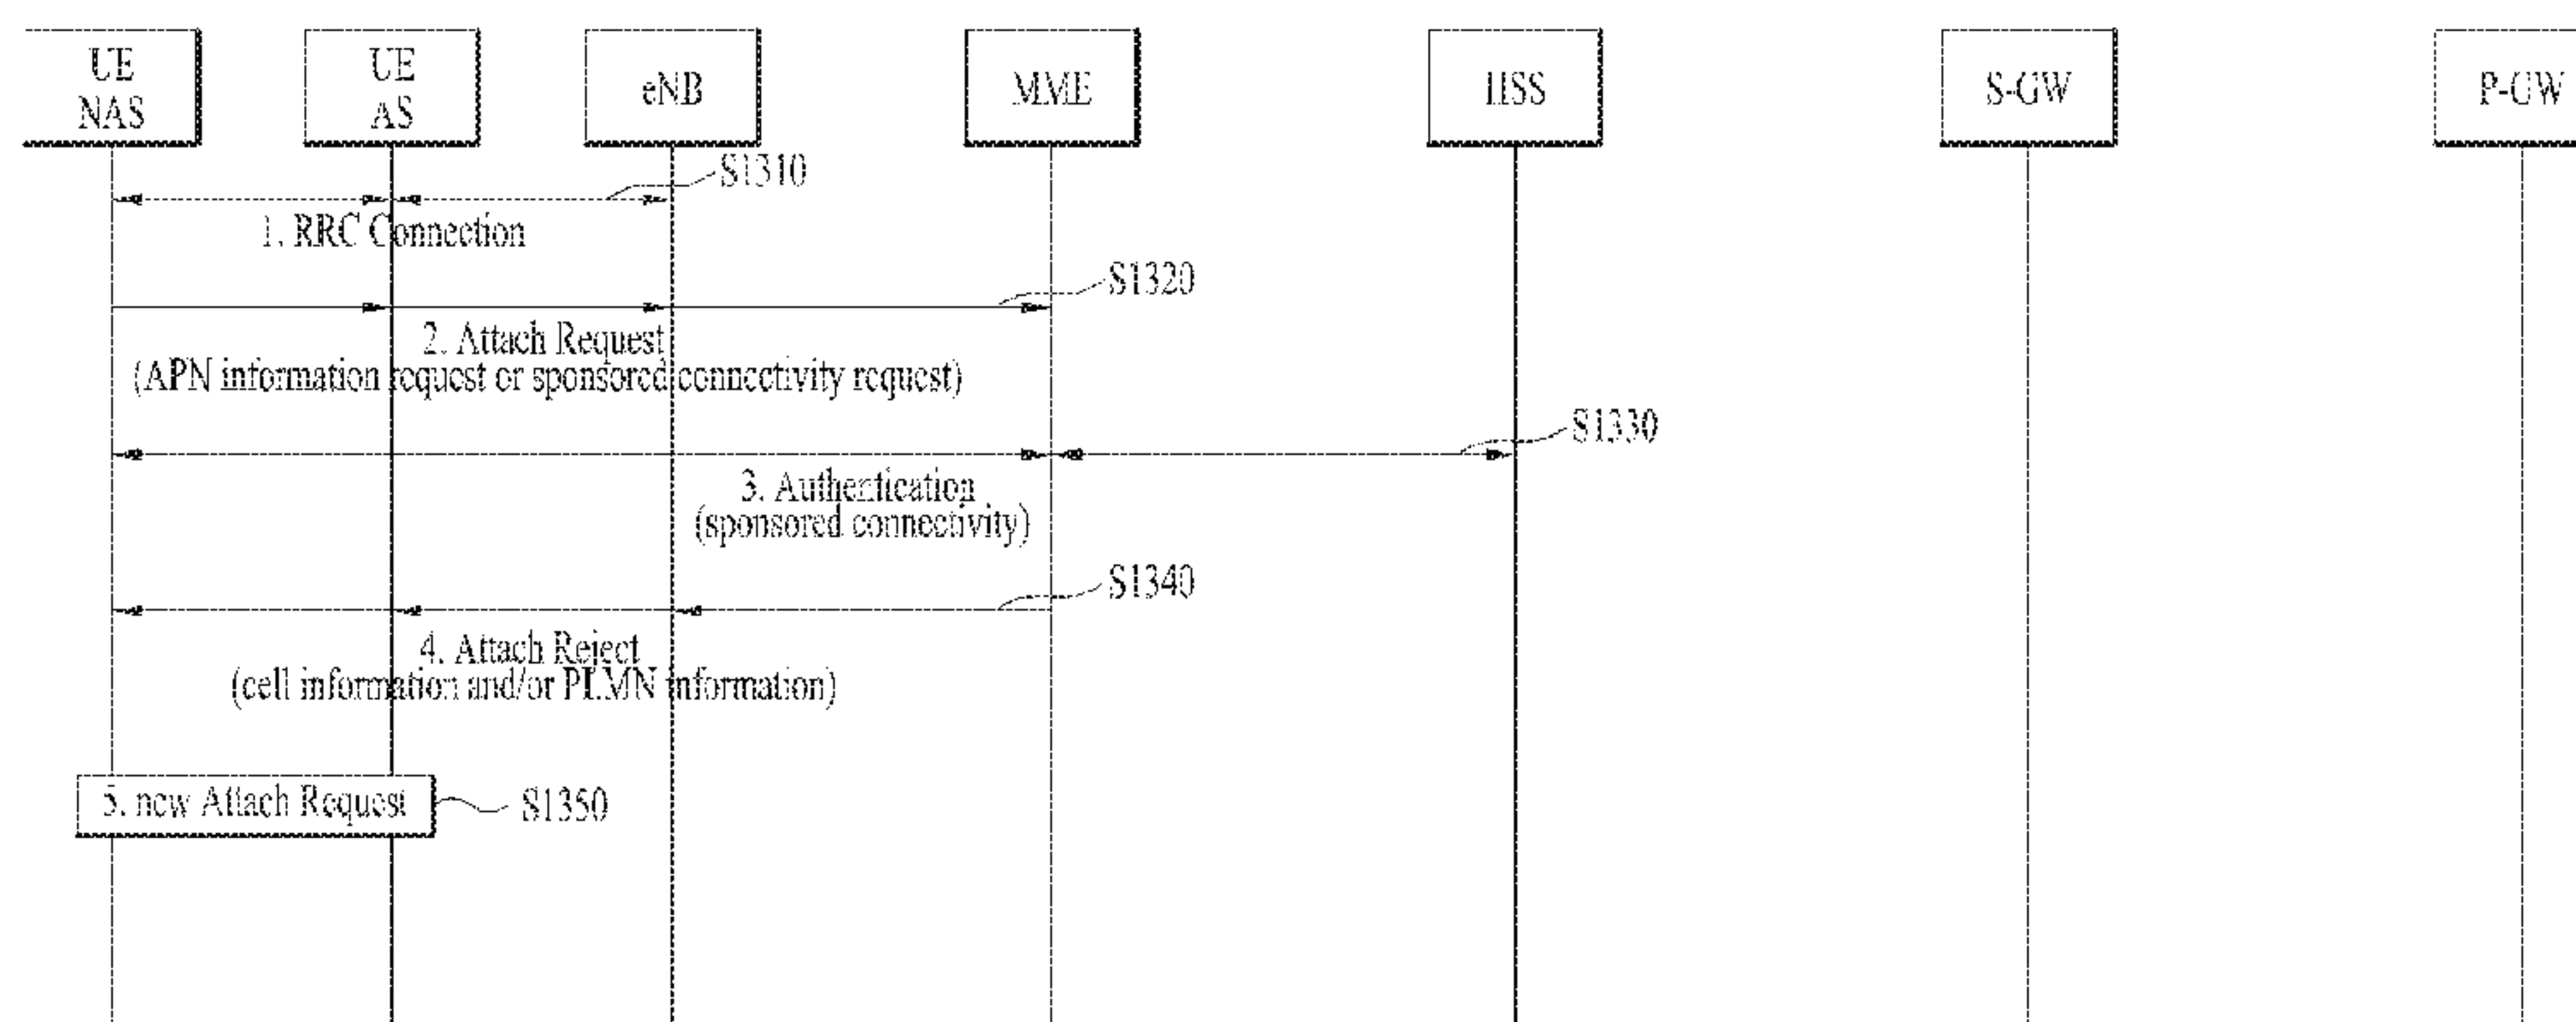 UE
NAS
UE
AS
eNB
MME
HSS
S-GW
P-GW
S1310
1. RRC Connection
S1320
2. Attach Request
(APN information request or sponsored connectivity request)
S1330
3. Authentication
(sponsored connectivity)
S1340
4. Attach Reject
(cell information and/or PLMN information)
5. new Attach Request
S1350